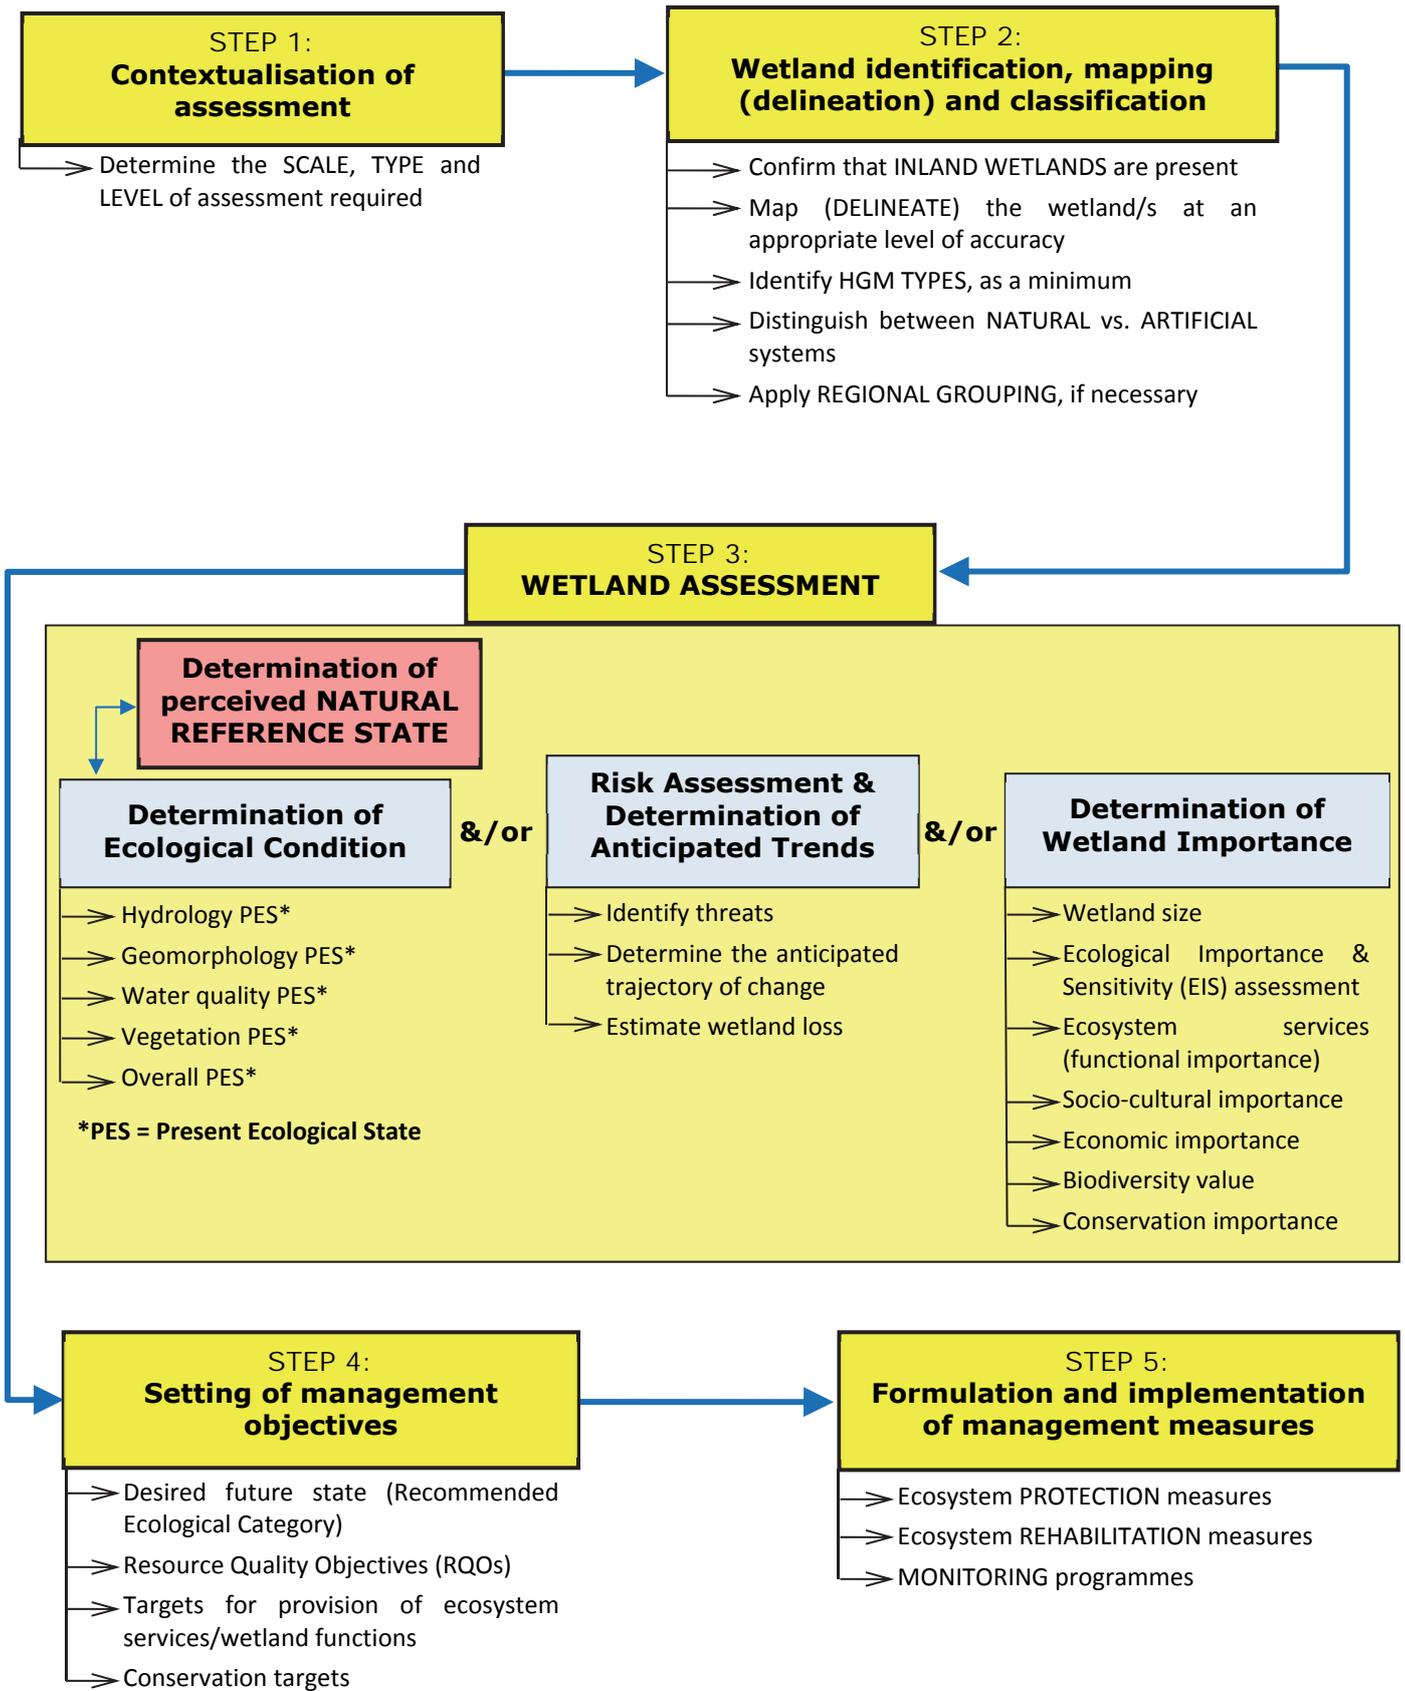 STEP 1:
Contextualisation of
assessment
Determine the SCALE, TYPE and
LEVEL of assessment required
STEP 2:
Wetland identification, mapping
(delineation) and classification
Confirm that INLAND WETLANDS are present
Map (DELINEATE) the wetland/s at an
appropriate level of accuracy
Identify HGM TYPES, as a minimum
Distinguish between NATURAL vs. ARTIFICIAL
systems
Apply REGIONAL GROUPING, if necessary
STEP 3:
WETLAND ASSESSMENT
Determination of
perceived NATURAL
REFERENCE STATE
Determination of
Ecological Condition
Hydrology PES*
Geomorphology PES*
Water quality PES*
Vegetation PES*
Overall PES*
*PES = Present Ecological State
&/or
Risk Assessment &
Determination of
Anticipated Trends
Identify threats
Determine the anticipated
trajectory of change
Estimate wetland loss
&/or
Determination of
Wetland Importance
Wetland size
Ecological Importance &
Sensitivity (EIS) assessment
Ecosystem services
(functional importance)
Socio-cultural importance
Economic importance
Biodiversity value
Conservation importance
STEP 4:
Setting of management
objectives
Desired future state (Recommended
Ecological Category)
Resource Quality Objectives (RQOs)
Targets for provision of ecosystem
services/wetland functions
Conservation targets
STEP 5:
Formulation and implementation
of management measures
Ecosystem PROTECTION measures
Ecosystem REHABILITATION measures
MONITORING programmes